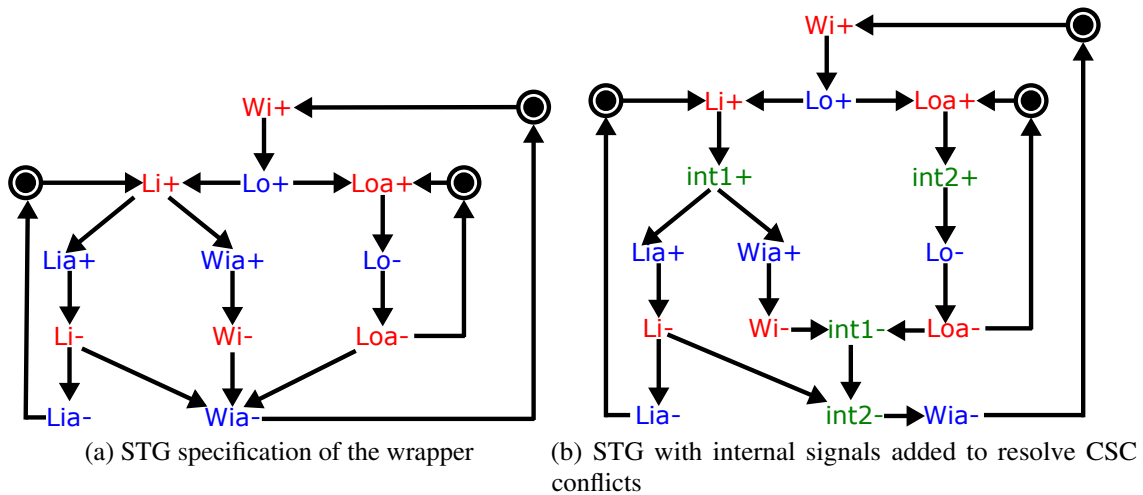 Wi+
Li+ Lo+ Loa+
Lia+ Wia+ Lo-
Li- Wi- Loa-
Lia- Wia-
(a) STG specification of the wrapper
Wi+
Li+ Lo+ Loa+
int1+ int2+
Lia+ Wia+ Lo-
Li- Wi- int1- Loa-
Lia- int2- Wia-
(b) STG with internal signals added to resolve CSC
conflicts